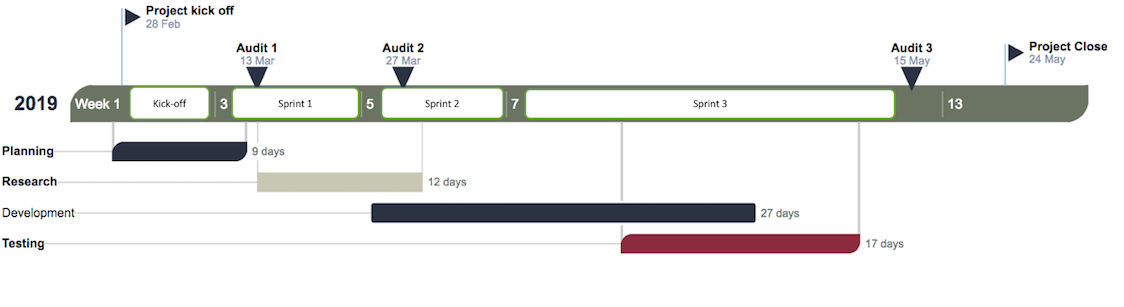 Project kick off
28 Feb
Audit 1
13 Mar
Audit 2
27 Mar
Audit 3
15 May
Project Close
24 May
2019 Week 1 Kick-off 3 Sprint 1 5 Sprint 2 7 Sprint 3 13
Planning 9 days
Research 12 days
Development 27 days
Testing 17 days